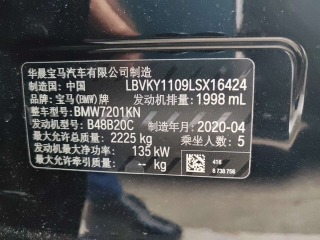 华晨宝马汽车有限公司制造
制造国: 中国 LBVKY1109LSX16424
品牌: 宝马(BMW)牌 发动机排量: 1998 mL
整车型号: BMW7201KN
发动机型号: B48B20C 制造年月: 2020-04
最大允许总质量: 2225 kg 乘坐人数: 5
发动机最大净功率: 135 kW
最大允许牵引质量: -- kg
416
8 738 756